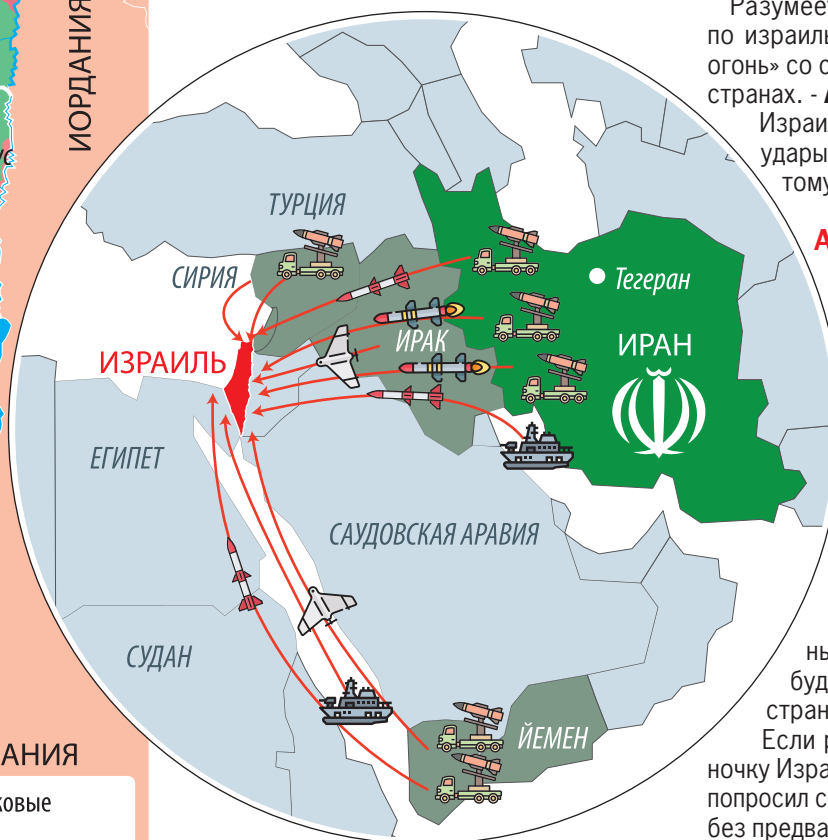 ИОРДАНИЯ
Разумеет
по израиль
огонь» со с
странах. -
Израи
удары
тому
А
ТУРЦИЯ
СИРИЯ
Тегеран
ИЗРАИЛЬ
ИРАК
ИРАН
ЕГИПЕТ
САУДОВСКАЯ АРАВИЯ
СУДАН
ЙЕМЕН
ны
буд
стран
Если р
ночку Изра
попросил с
без предва
АНИЯ
ковые